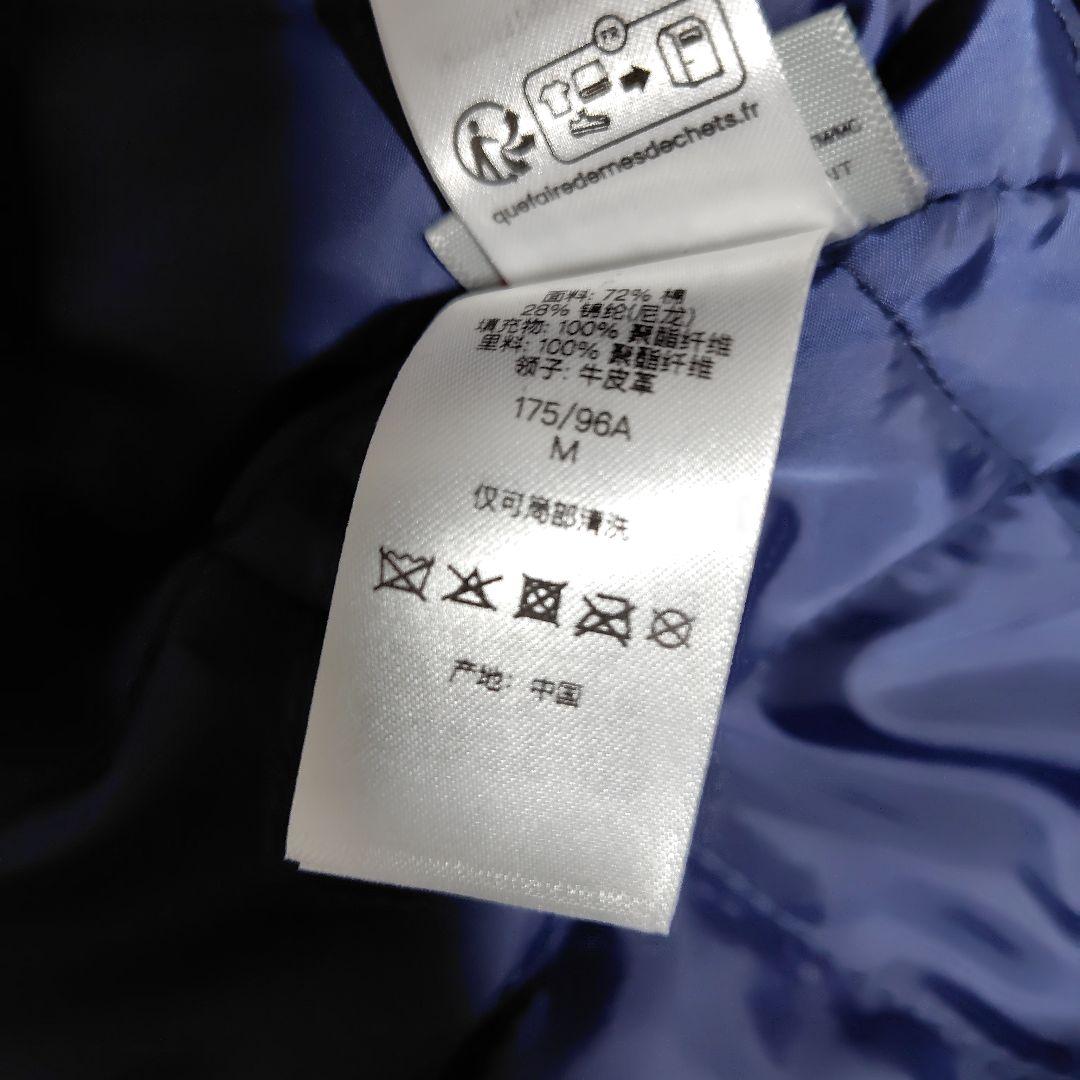 FR
quefairedemesdechets.fr
面料: 72% 棉
28% 锦纶(尼龙)
填充物: 100% 聚酯纤维
里料: 100% 聚酯纤维
领子: 牛皮革
175/96A
M
仅可局部清洗
产地: 中国